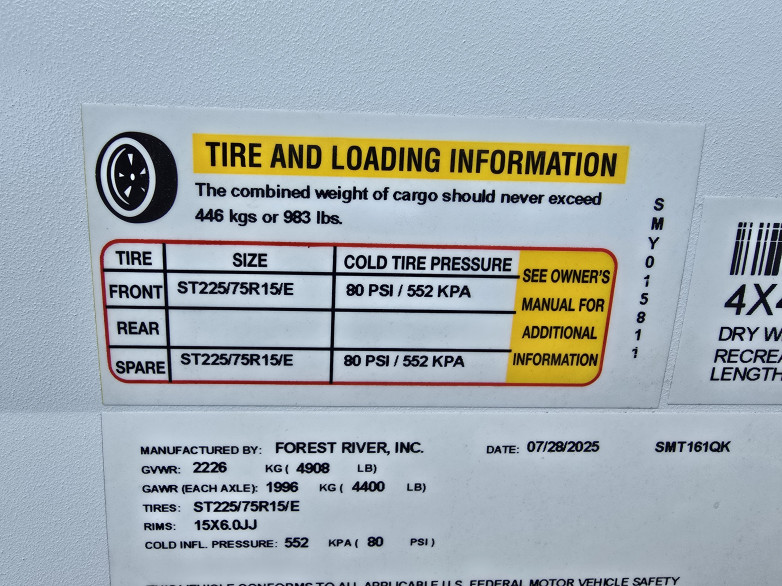 TIRE AND LOADING INFORMATION
The combined weight of cargo should never exceed
446 kgs or 983 lbs.
SMY015811
TIRE SIZE COLD TIRE PRESSURE SEE OWNER'S
FRONT ST225/75R15/E 80 PSI / 552 KPA MANUAL FOR
REAR ADDITIONAL
SPARE ST225/75R15/E 80 PSI / 552 KPA INFORMATION
4X4
DRY W
RECREA
LENGTH
MANUFACTURED BY: FOREST RIVER, INC. DATE: 07/28/2025 SMT161QK
GVWR: 2226 KG ( 4908 LB)
GAWR (EACH AXLE): 1996 KG ( 4400 LB)
TIRES: ST225/75R15/E
RIMS: 15X6.0JJ
COLD INFL. PRESSURE: 552 KPA ( 80 PSI )
THIS VEHICLE CONFORMS TO ALL APPLICABLE U.S. FEDERAL MOTOR VEHICLE SAFETY